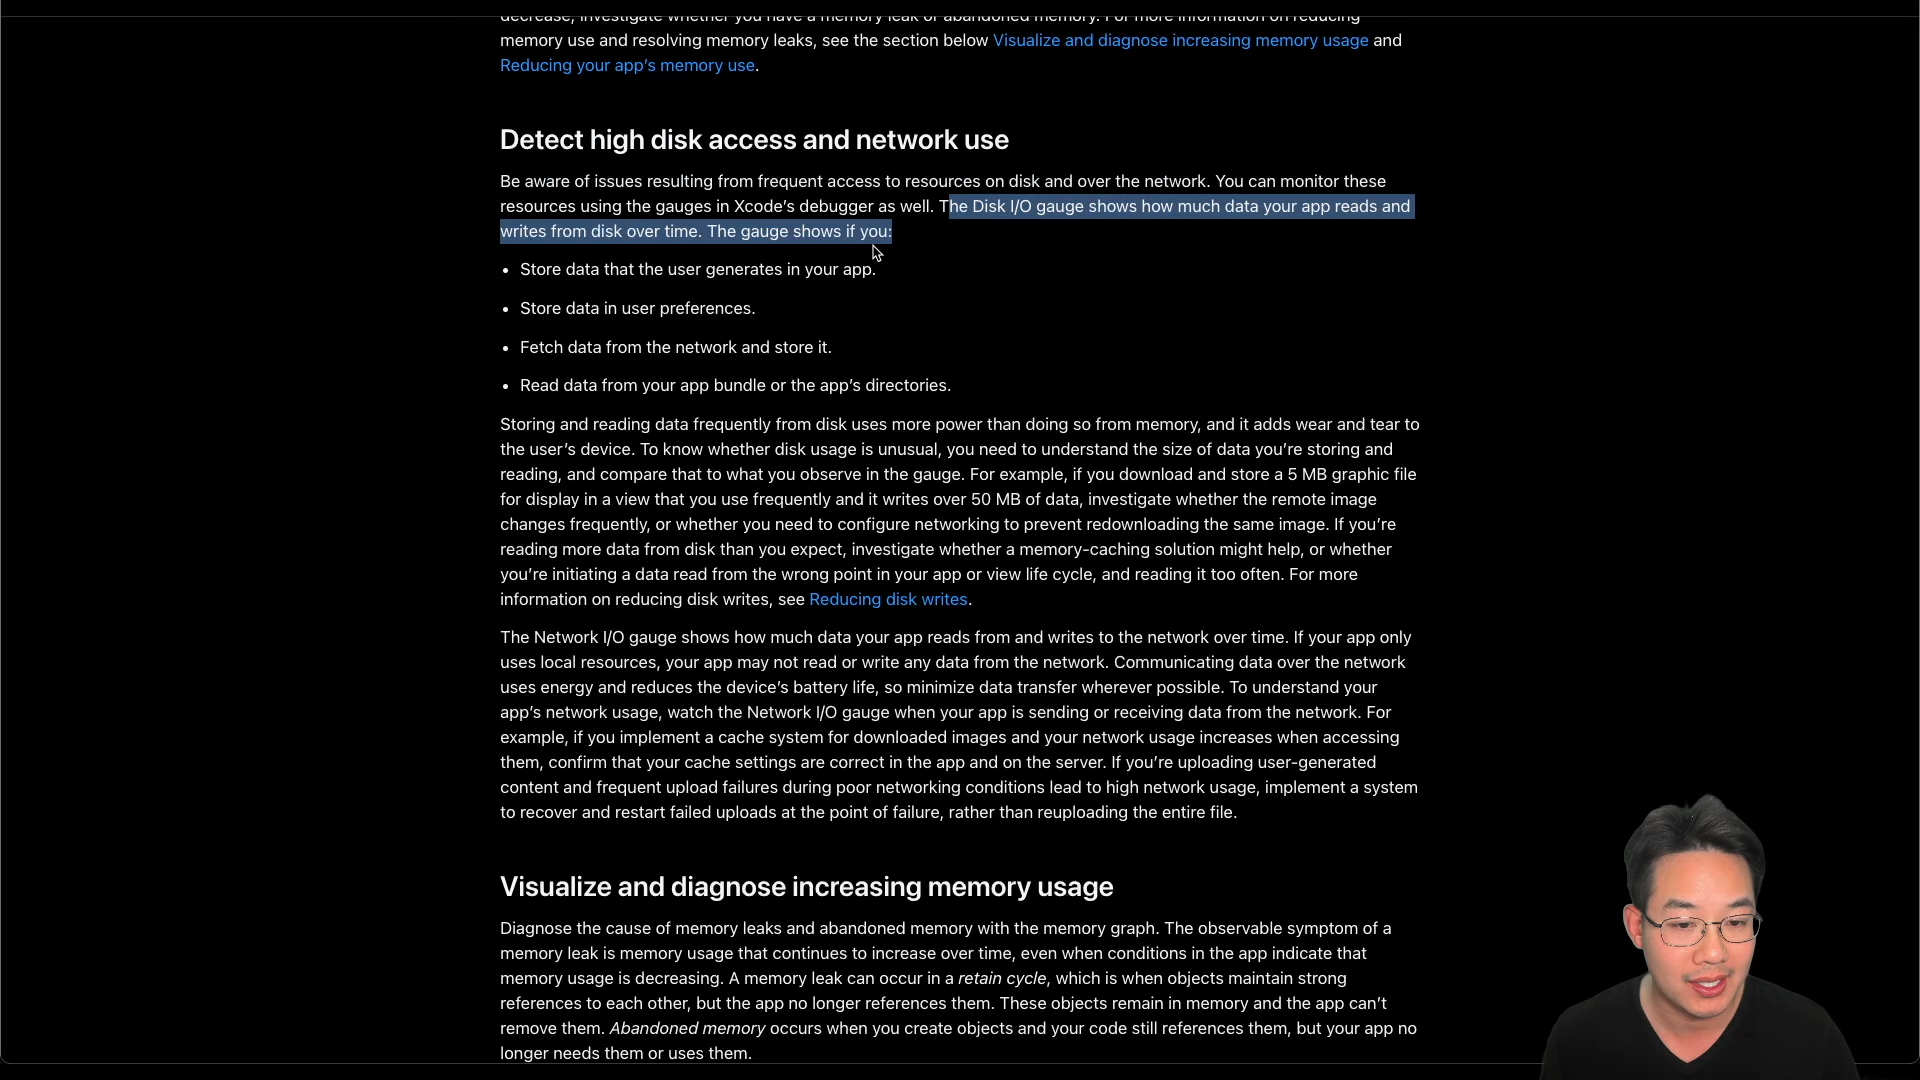 decrease, investigate whether you have a memory leak or abandoned memory. For more information on reducing
memory use and resolving memory leaks, see the section below Visualize and diagnose increasing memory usage and
Reducing your app’s memory use.
Detect high disk access and network use
Be aware of issues resulting from frequent access to resources on disk and over the network. You can monitor these
resources using the gauges in Xcode’s debugger as well. The Disk I/O gauge shows how much data your app reads and
writes from disk over time. The gauge shows if you:
• Store data that the user generates in your app.
• Store data in user preferences.
• Fetch data from the network and store it.
• Read data from your app bundle or the app’s directories.
Storing and reading data frequently from disk uses more power than doing so from memory, and it adds wear and tear to
the user’s device. To know whether disk usage is unusual, you need to understand the size of data you’re storing and
reading, and compare that to what you observe in the gauge. For example, if you download and store a 5 MB graphic file
for display in a view that you use frequently and it writes over 50 MB of data, investigate whether the remote image
changes frequently, or whether you need to configure networking to prevent redownloading the same image. If you’re
reading more data from disk than you expect, investigate whether a memory-caching solution might help, or whether
you’re initiating a data read from the wrong point in your app or view life cycle, and reading it too often. For more
information on reducing disk writes, see Reducing disk writes.
The Network I/O gauge shows how much data your app reads from and writes to the network over time. If your app only
uses local resources, your app may not read or write any data from the network. Communicating data over the network
uses energy and reduces the device’s battery life, so minimize data transfer wherever possible. To understand your
app’s network usage, watch the Network I/O gauge when your app is sending or receiving data from the network. For
example, if you implement a cache system for downloaded images and your network usage increases when accessing
them, confirm that your cache settings are correct in the app and on the server. If you’re uploading user-generated
content and frequent upload failures during poor networking conditions lead to high network usage, implement a system
to recover and restart failed uploads at the point of failure, rather than reuploading the entire file.
Visualize and diagnose increasing memory usage
Diagnose the cause of memory leaks and abandoned memory with the memory graph. The observable symptom of a
memory leak is memory usage that continues to increase over time, even when conditions in the app indicate that
memory usage is decreasing. A memory leak can occur in a retain cycle, which is when objects maintain strong
references to each other, but the app no longer references them. These objects remain in memory and the app can’t
remove them. Abandoned memory occurs when you create objects and your code still references them, but your app no
longer needs them or uses them.